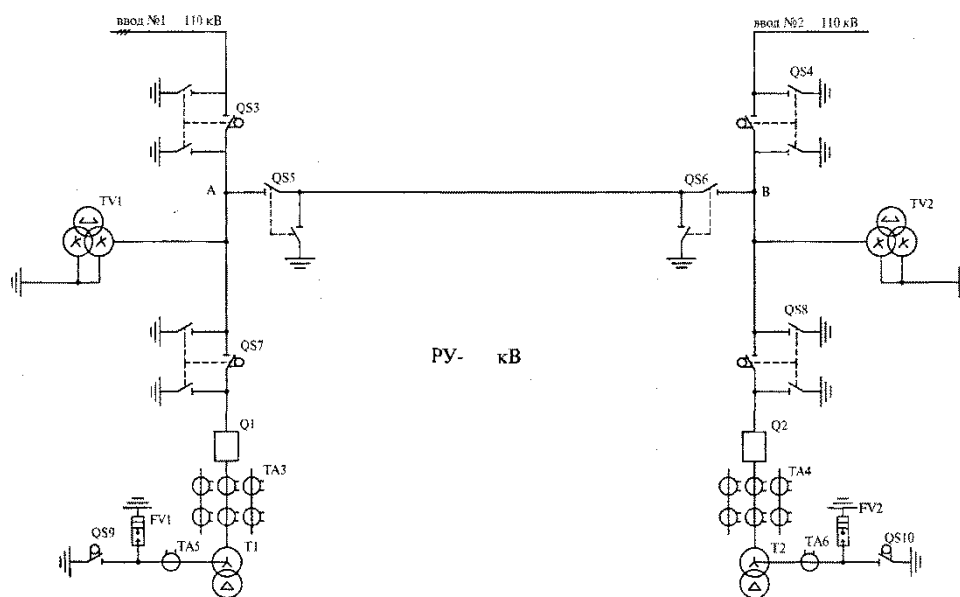 ввод №1 110 кВ
ввод №2 110 кВ
QS3
QS4
A
QS5
QS6
B
TV1
TV2
QS7
QS8
РУ- кВ
Q1
Q2
TA3
TA4
QS9
FV1
TA5
T1
T2
TA6
FV2
QS10